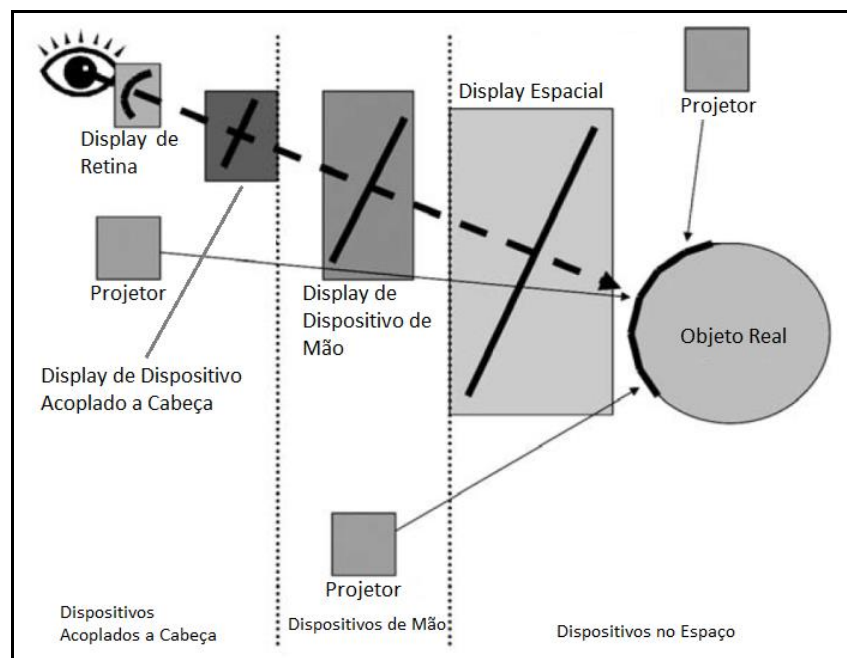 Display de
Retina
Projetor
Display de Dispositivo
Acoplado a Cabeça
Display de
Dispositivo de
Mão
Projetor
Display Espacial
Projetor
Objeto Real
Dispositivos
Acoplados a Cabeça
Dispositivos de Mão
Dispositivos no Espaço